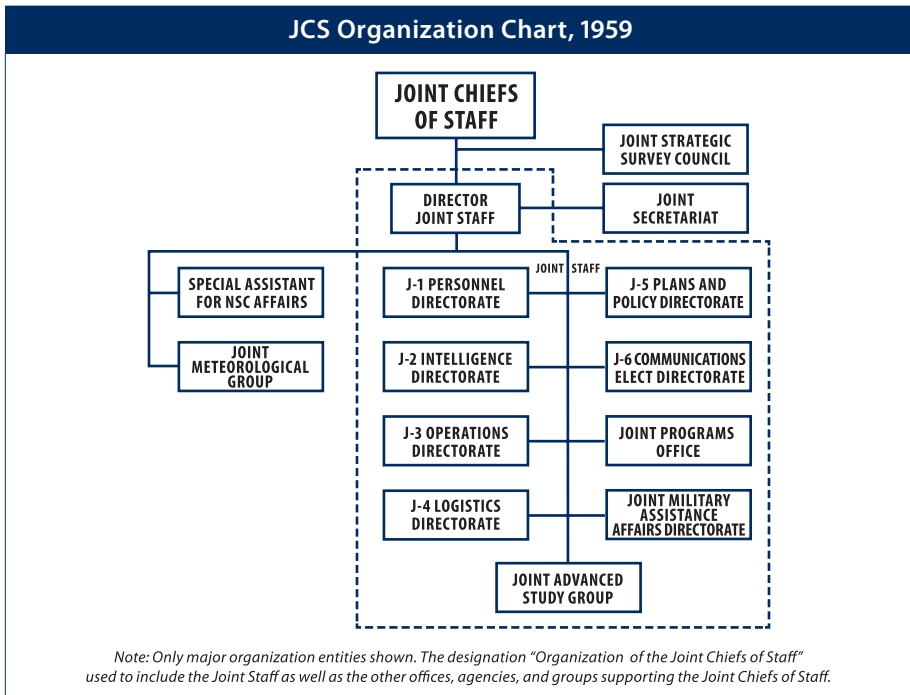 JCS Organization Chart, 1959
JOINT CHIEFS
OF STAFF
JOINT STRATEGIC
SURVEY COUNCIL
DIRECTOR
JOINT STAFF
JOINT
SECRETARIAT
JOINT STAFF
SPECIAL ASSISTANT
FOR NSC AFFAIRS
J-1 PERSONNEL
DIRECTORATE
J-5 PLANS AND
POLICY DIRECTORATE
JOINT
METEOROLOGICAL
GROUP
J-2 INTELLIGENCE
DIRECTORATE
J-6 COMMUNICATIONS
ELECT DIRECTORATE
J-3 OPERATIONS
DIRECTORATE
JOINT PROGRAMS
OFFICE
J-4 LOGISTICS
DIRECTORATE
JOINT MILITARY
ASSISTANCE
AFFAIRS DIRECTORATE
JOINT ADVANCED
STUDY GROUP
Note: Only major organization entities shown. The designation “Organization of the Joint Chiefs of Staff”
used to include the Joint Staff as well as the other offices, agencies, and groups supporting the Joint Chiefs of Staff.